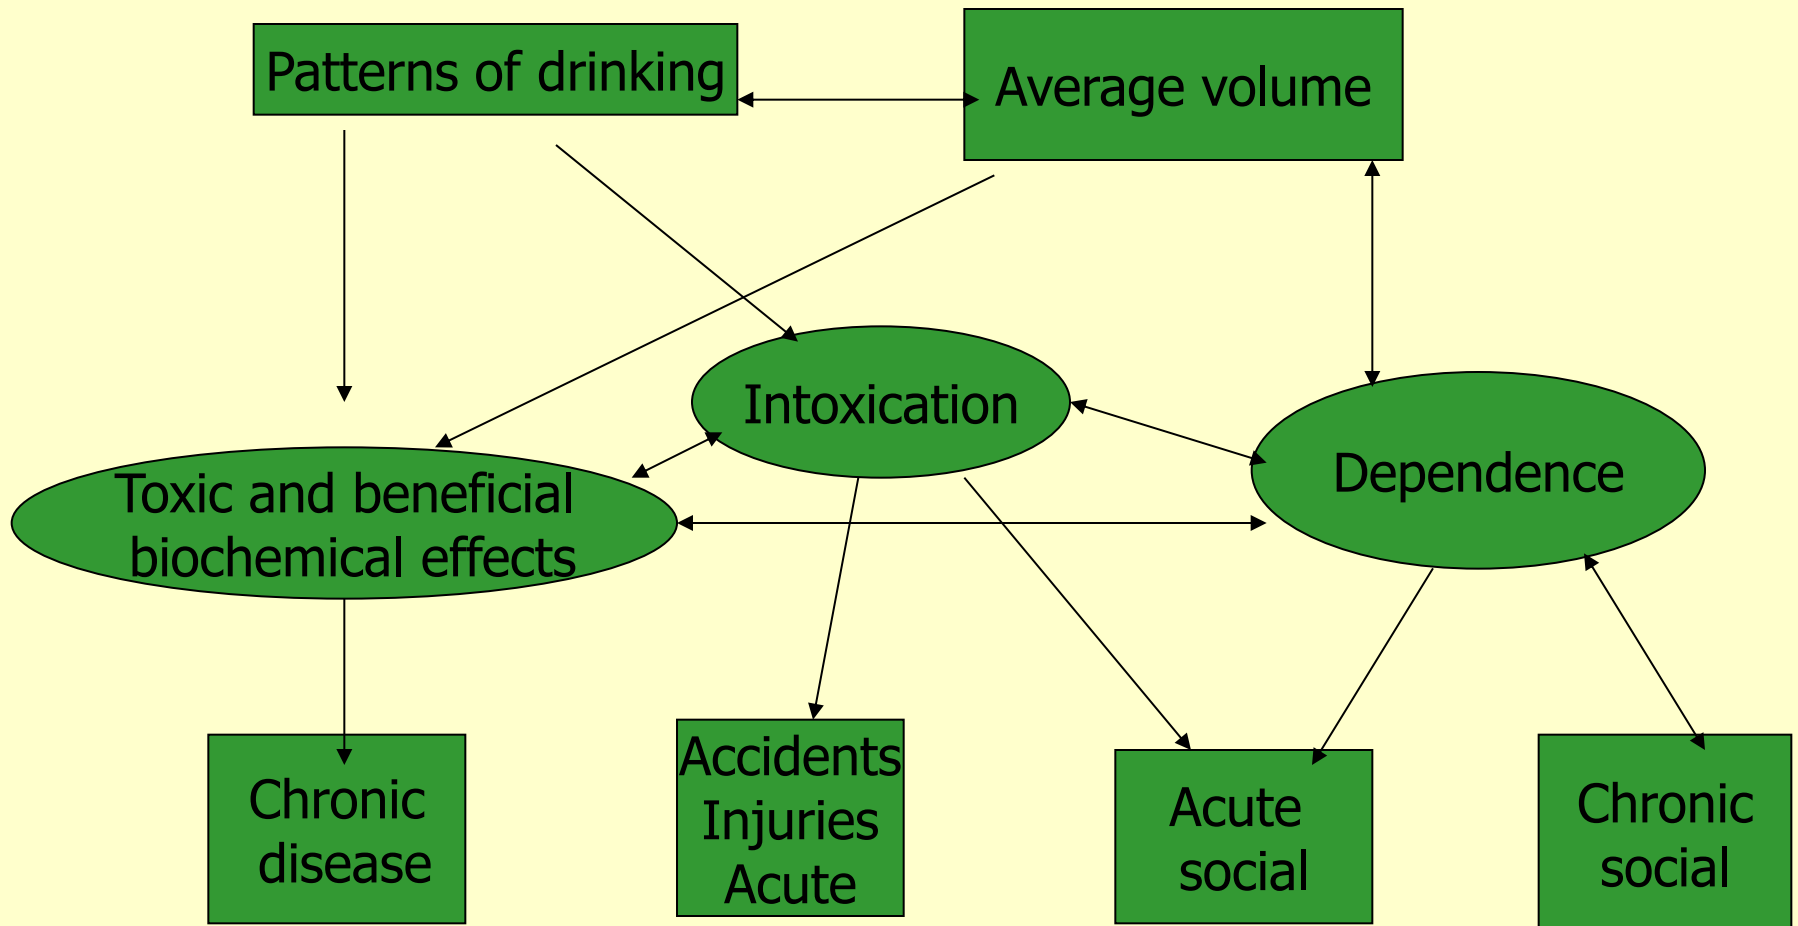 Patterns of drinking
Average volume
Intoxication
Dependence
Toxic and beneficial
biochemical effects
Chronic
disease
Accidents
Injuries
Acute
Acute
social
Chronic
social